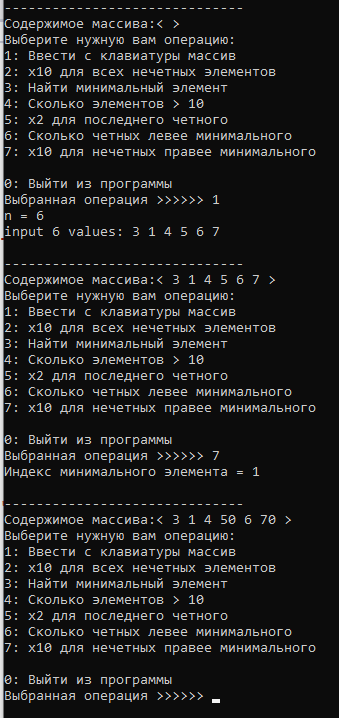 ------------------------------
Содержимое массива:< >
Выберите нужную вам операцию:
1: Ввести с клавиатуры массив
2: x10 для всех нечетных элементов
3: Найти минимальный элемент
4: Сколько элементов > 10
5: x2 для последнего четного
6: Сколько четных левее минимального
7: x10 для нечетных правее минимального
0: Выйти из программы
Выбранная операция >>>>>> 1
n = 6
input 6 values: 3 1 4 5 6 7
------------------------------
Содержимое массива:< 3 1 4 5 6 7 >
Выберите нужную вам операцию:
1: Ввести с клавиатуры массив
2: x10 для всех нечетных элементов
3: Найти минимальный элемент
4: Сколько элементов > 10
5: x2 для последнего четного
6: Сколько четных левее минимального
7: x10 для нечетных правее минимального
0: Выйти из программы
Выбранная операция >>>>>> 7
Индекс минимального элемента = 1
------------------------------
Содержимое массива:< 3 1 4 50 6 70 >
Выберите нужную вам операцию:
1: Ввести с клавиатуры массив
2: x10 для всех нечетных элементов
3: Найти минимальный элемент
4: Сколько элементов > 10
5: x2 для последнего четного
6: Сколько четных левее минимального
7: x10 для нечетных правее минимального
0: Выйти из программы
Выбранная операция >>>>>>